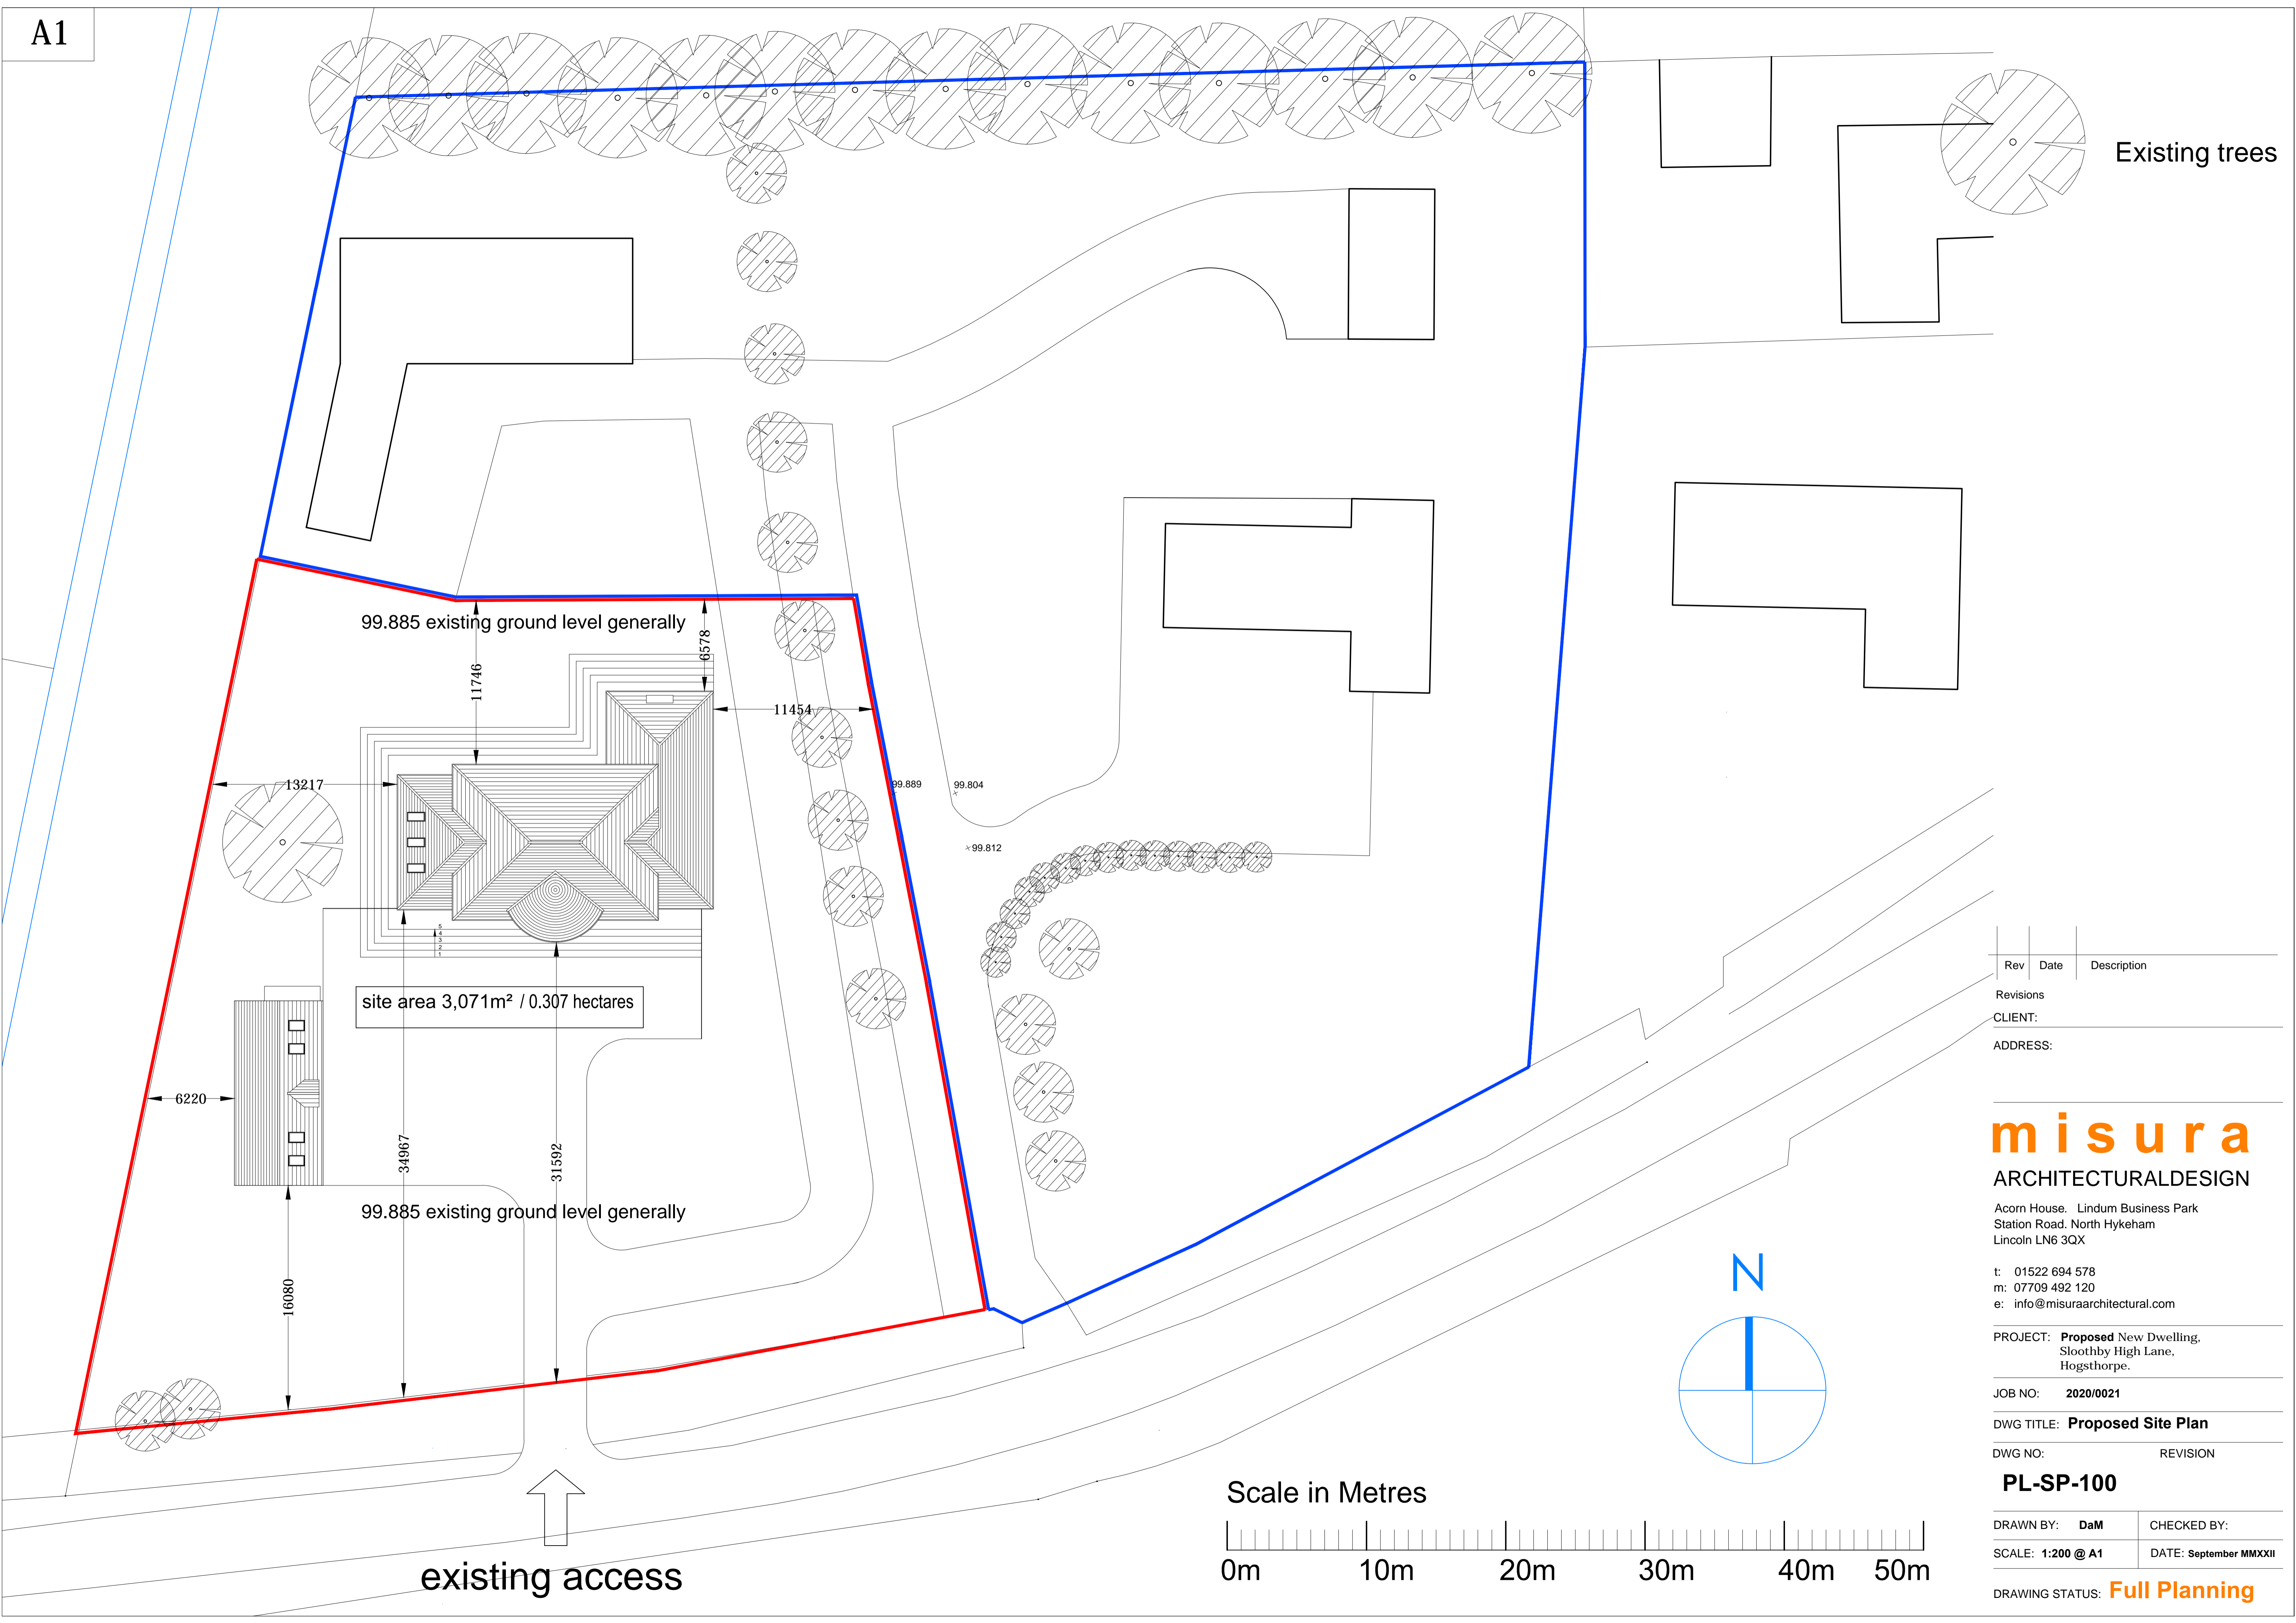 A1
Existing trees
99.885 existing ground level generally
11746
6578
11454
13217
99.889
99.804
99.812
5
4
3
2
1
site area 3,071m² / 0.307 hectares
6220
34967
31592
99.885 existing ground level generally
16080
existing access
Scale in Metres
0m 10m 20m 30m 40m 50m
N
Rev Date Description
Revisions
CLIENT:
ADDRESS:
misura
ARCHITECTURALDESIGN
Acorn House. Lindum Business Park
Station Road. North Hykeham
Lincoln LN6 3QX
t: 01522 694 578
m: 07709 492 120
e: info@misuraarchitectural.com
PROJECT: Proposed New Dwelling,
Sloothby High Lane,
Hogsthorpe.
JOB NO: 2020/0021
DWG TITLE: Proposed Site Plan
DWG NO: REVISION
PL-SP-100
DRAWN BY: DaM CHECKED BY:
SCALE: 1:200 @ A1 DATE: September MMXXII
DRAWING STATUS: Full Planning